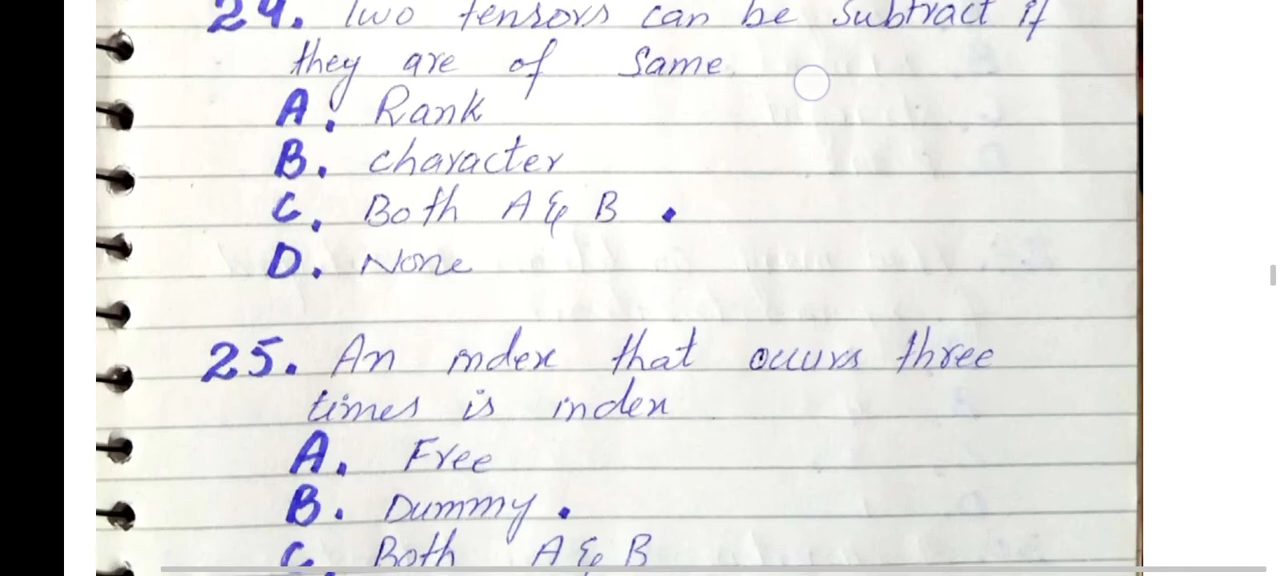 24. Two tensors can be subtract if
they are of same
A. Rank
B. character
C. Both A & B .
D. None
25. An index that occurs three
times is index
A. Free
B. Dummy .
C. Both A & B